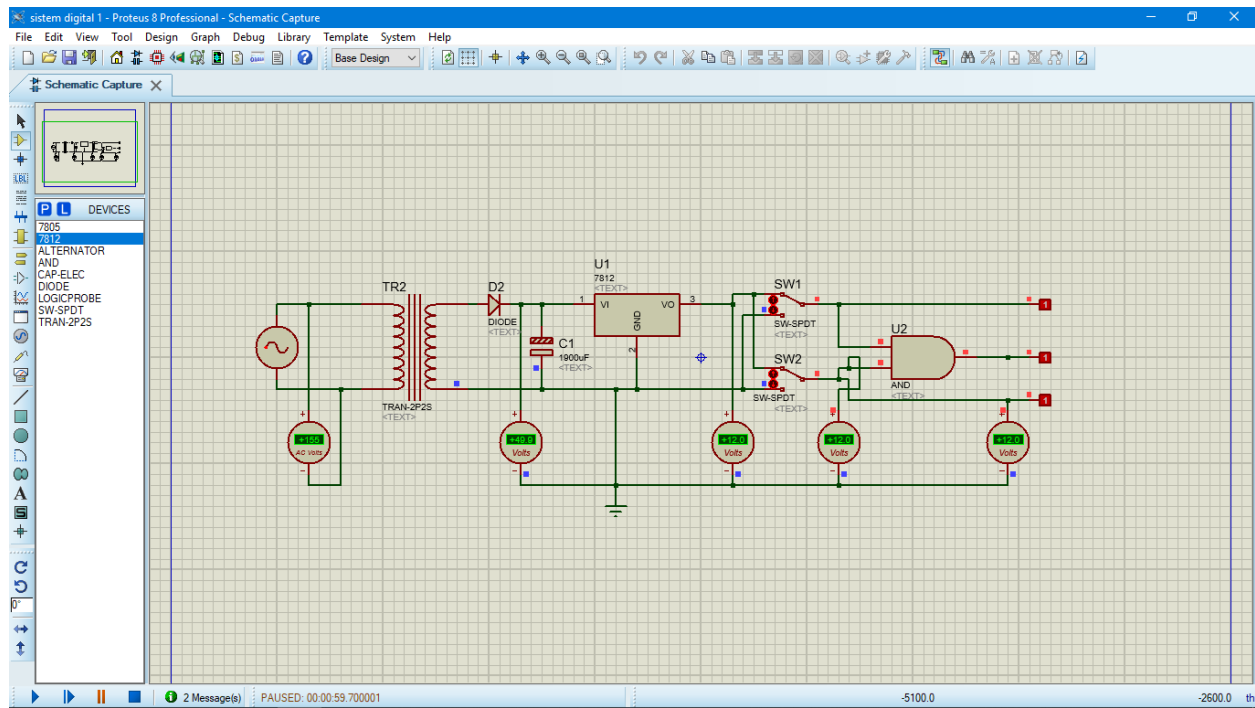 sistem digital 1 - Proteus 8 Professional - Schematic Capture
File Edit View Tool Design Graph Debug Library Template System Help
Base Design
Schematic Capture
LBL
P L DEVICES
7805
7812
ALTERNATOR
AND
CAP-ELEC
DIODE
LOGICPROBE
SW-SPDT
TRAN-2P2S
TR2
TRAN-2P2S
<TEXT>
D2
DIODE
<TEXT>
C1
1900uF
<TEXT>
U1
7812
<TEXT>
1 VI VO 3
GND
2
SW1
SW-SPDT
<TEXT>
SW2
SW-SPDT
<TEXT>
U2
AND
<TEXT>
1
1
1
+155
AC Volts
+49.9
Volts
+12.0
Volts
+12.0
Volts
+12.0
Volts
A
S
0°
2 Message(s) PAUSED: 00:00:59.700001 -5100.0 -2600.0 th